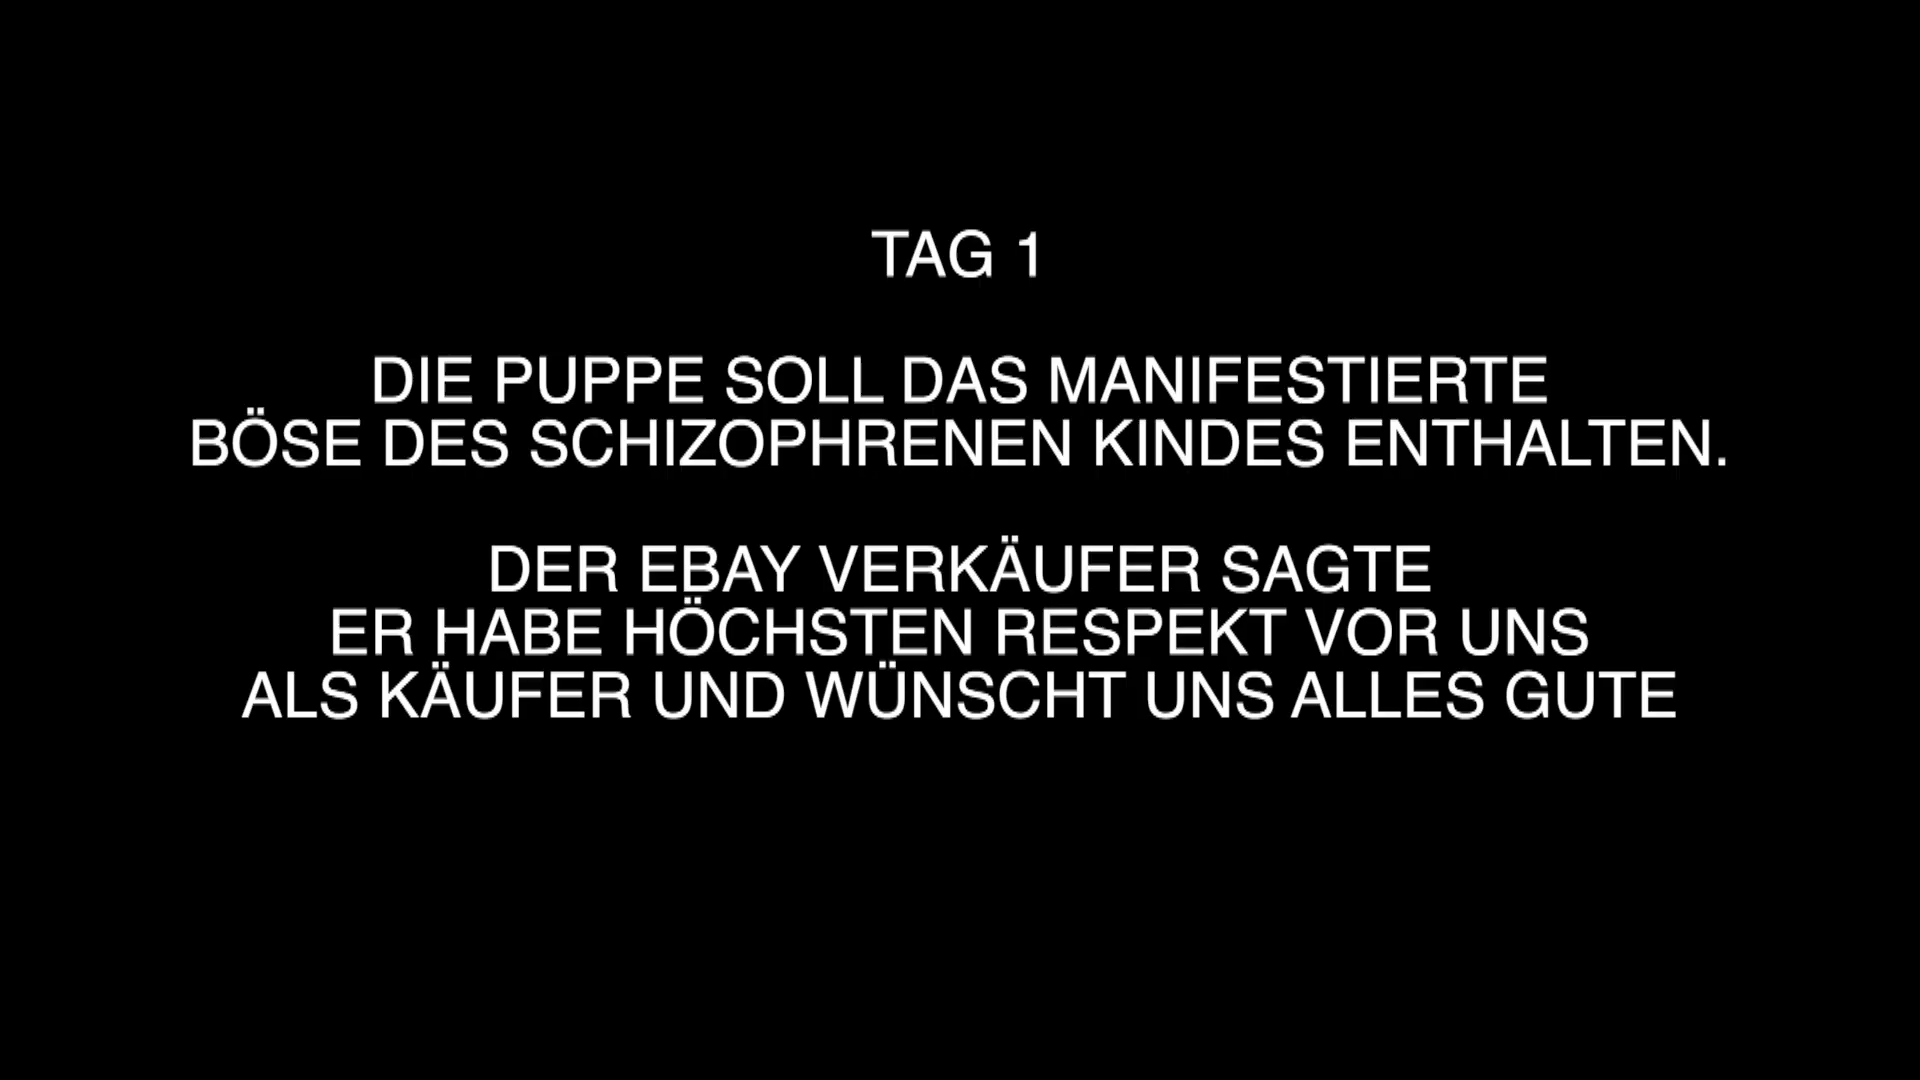 TAG 1
DIE PUPPE SOLL DAS MANIFESTIERTE
BÖSE DES SCHIZOPHRENEN KINDES ENTHALTEN.
DER EBAY VERKÄUFER SAGTE
ER HABE HÖCHSTEN RESPEKT VOR UNS
ALS KÄUFER UND WÜNSCHT UNS ALLES GUTE